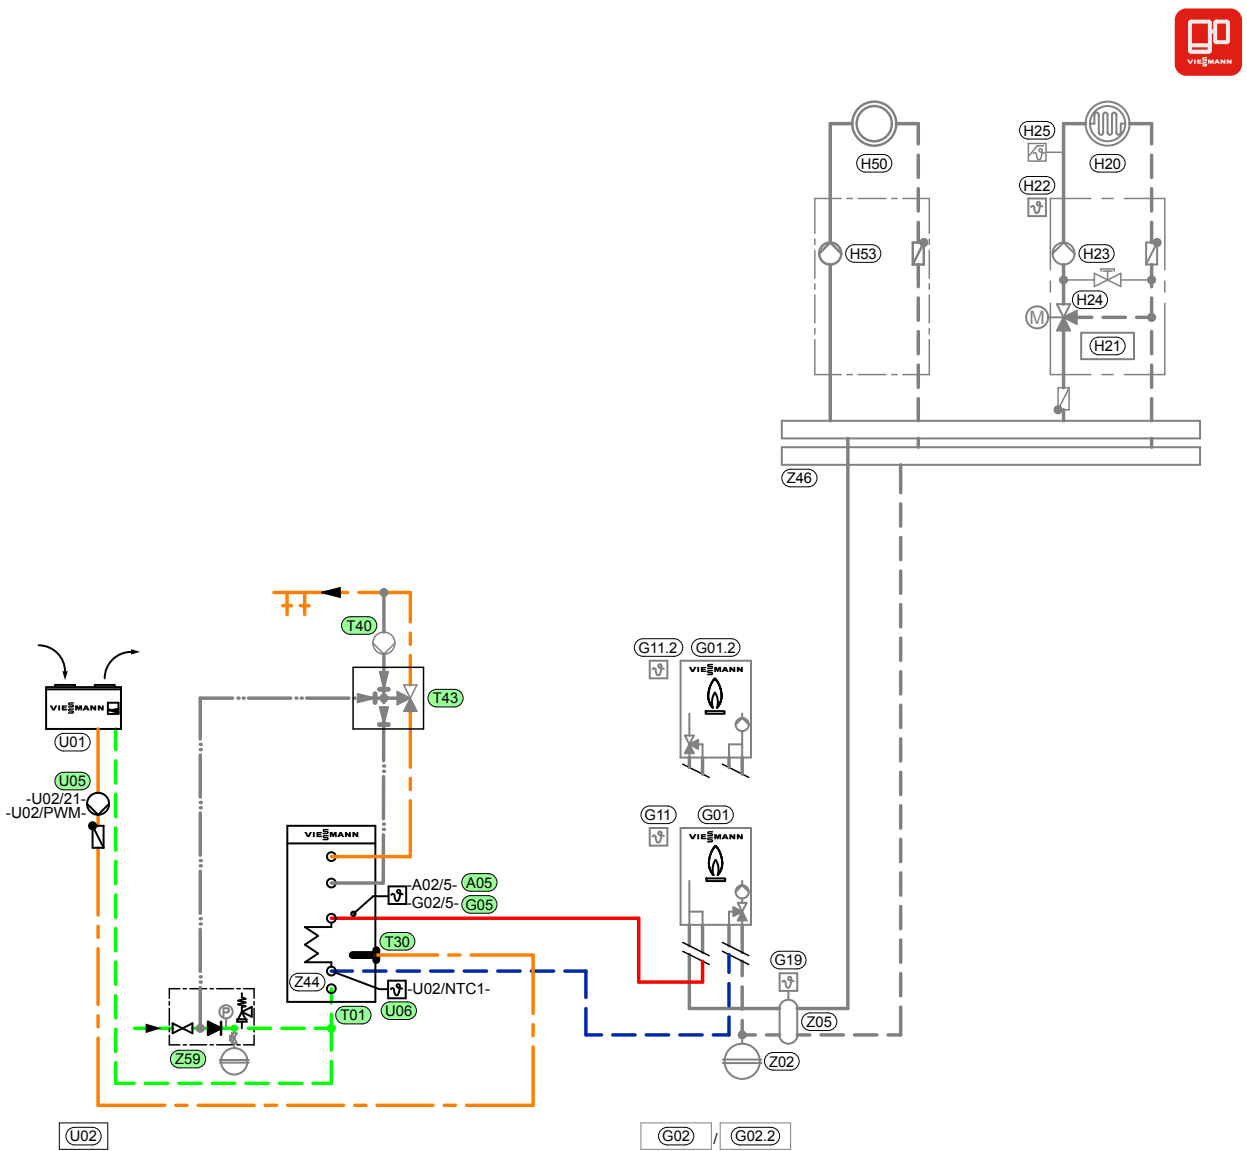 VIESMANN
H25
H50
H20
H22
H53
H23
H24
M
H21
Z46
T40
G11.2
G01.2
VIESMANN
T43
VIESMANN
U01
U05
-U02/21-
-U02/PWM-
G11
G01
VIESMANN
VIESMANN
-A02/5-
A05
-G02/5-
G05
T30
G19
Z44
-U02/NTC1-
U06
P
T01
Z05
Z59
Z02
U02
G02
/
G02.2